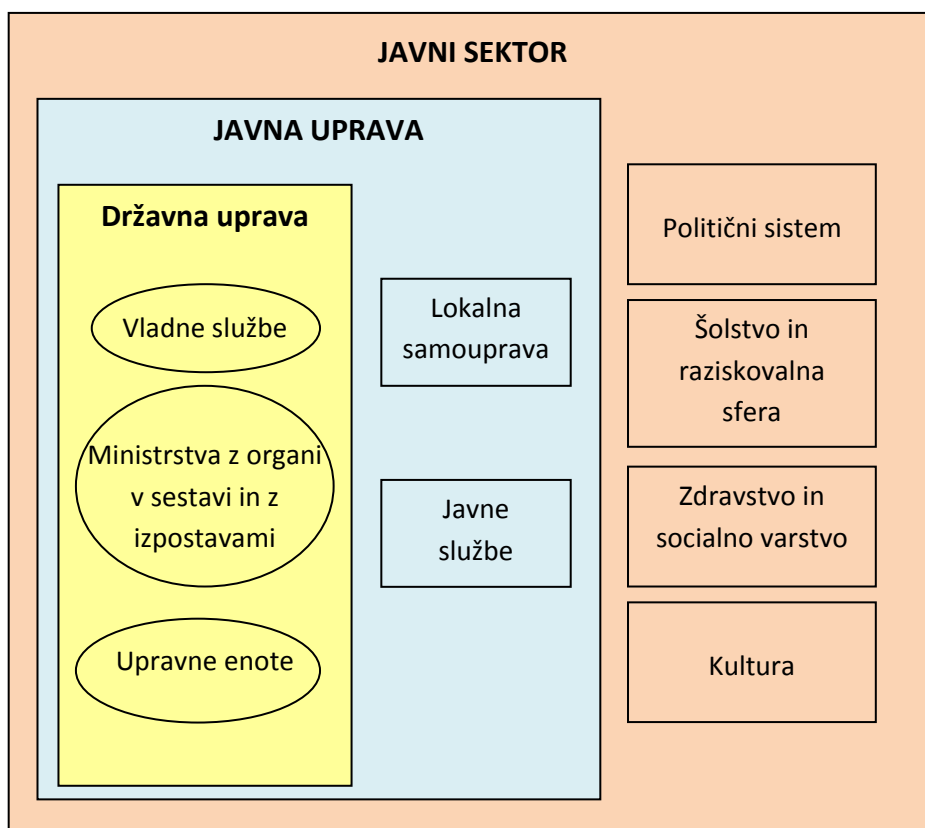 JAVNI SEKTOR
JAVNA UPRAVA
Državna uprava
Vladne službe
Ministrstva z organi
v sestavi in z
izpostavami
Upravne enote
Lokalna
samouprava
Javne
službe
Politični sistem
Šolstvo in
raziskovalna
sfera
Zdravstvo in
socialno varstvo
Kultura